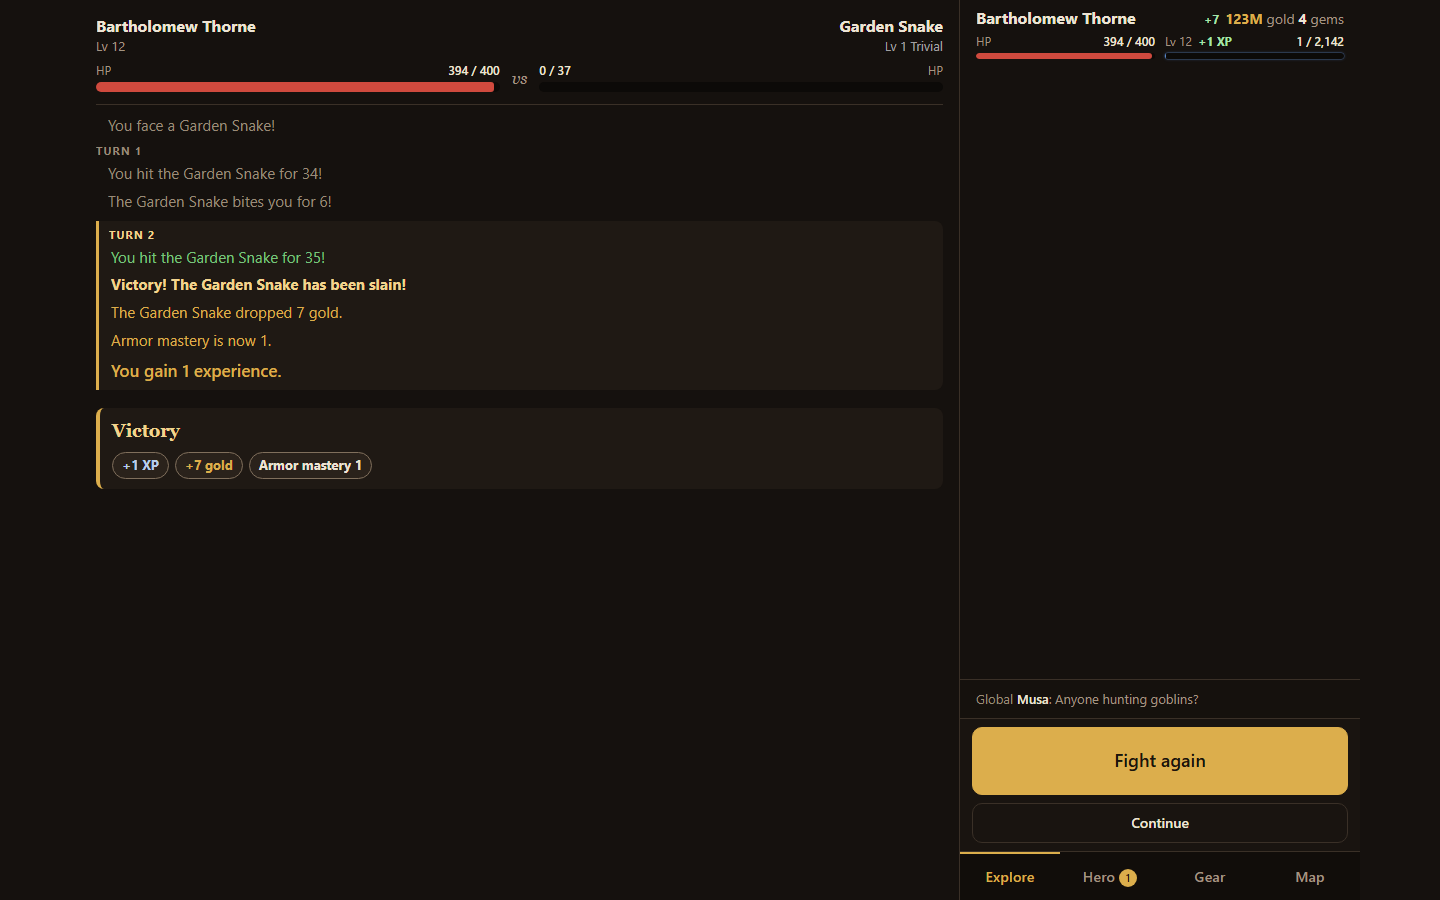 Bartholomew Thorne
Lv 12
HP 394 / 400
vs
Garden Snake
Lv 1 Trivial
0 / 37 HP
You face a Garden Snake!
TURN 1
You hit the Garden Snake for 34!
The Garden Snake bites you for 6!
TURN 2
You hit the Garden Snake for 35!
Victory! The Garden Snake has been slain!
The Garden Snake dropped 7 gold.
Armor mastery is now 1.
You gain 1 experience.
Victory
+1 XP +7 gold Armor mastery 1
Bartholomew Thorne +7 123M gold 4 gems
HP 394 / 400 Lv 12 +1 XP 1 / 2,142
Global Musa: Anyone hunting goblins?
Fight again
Continue
Explore Hero 1 Gear Map